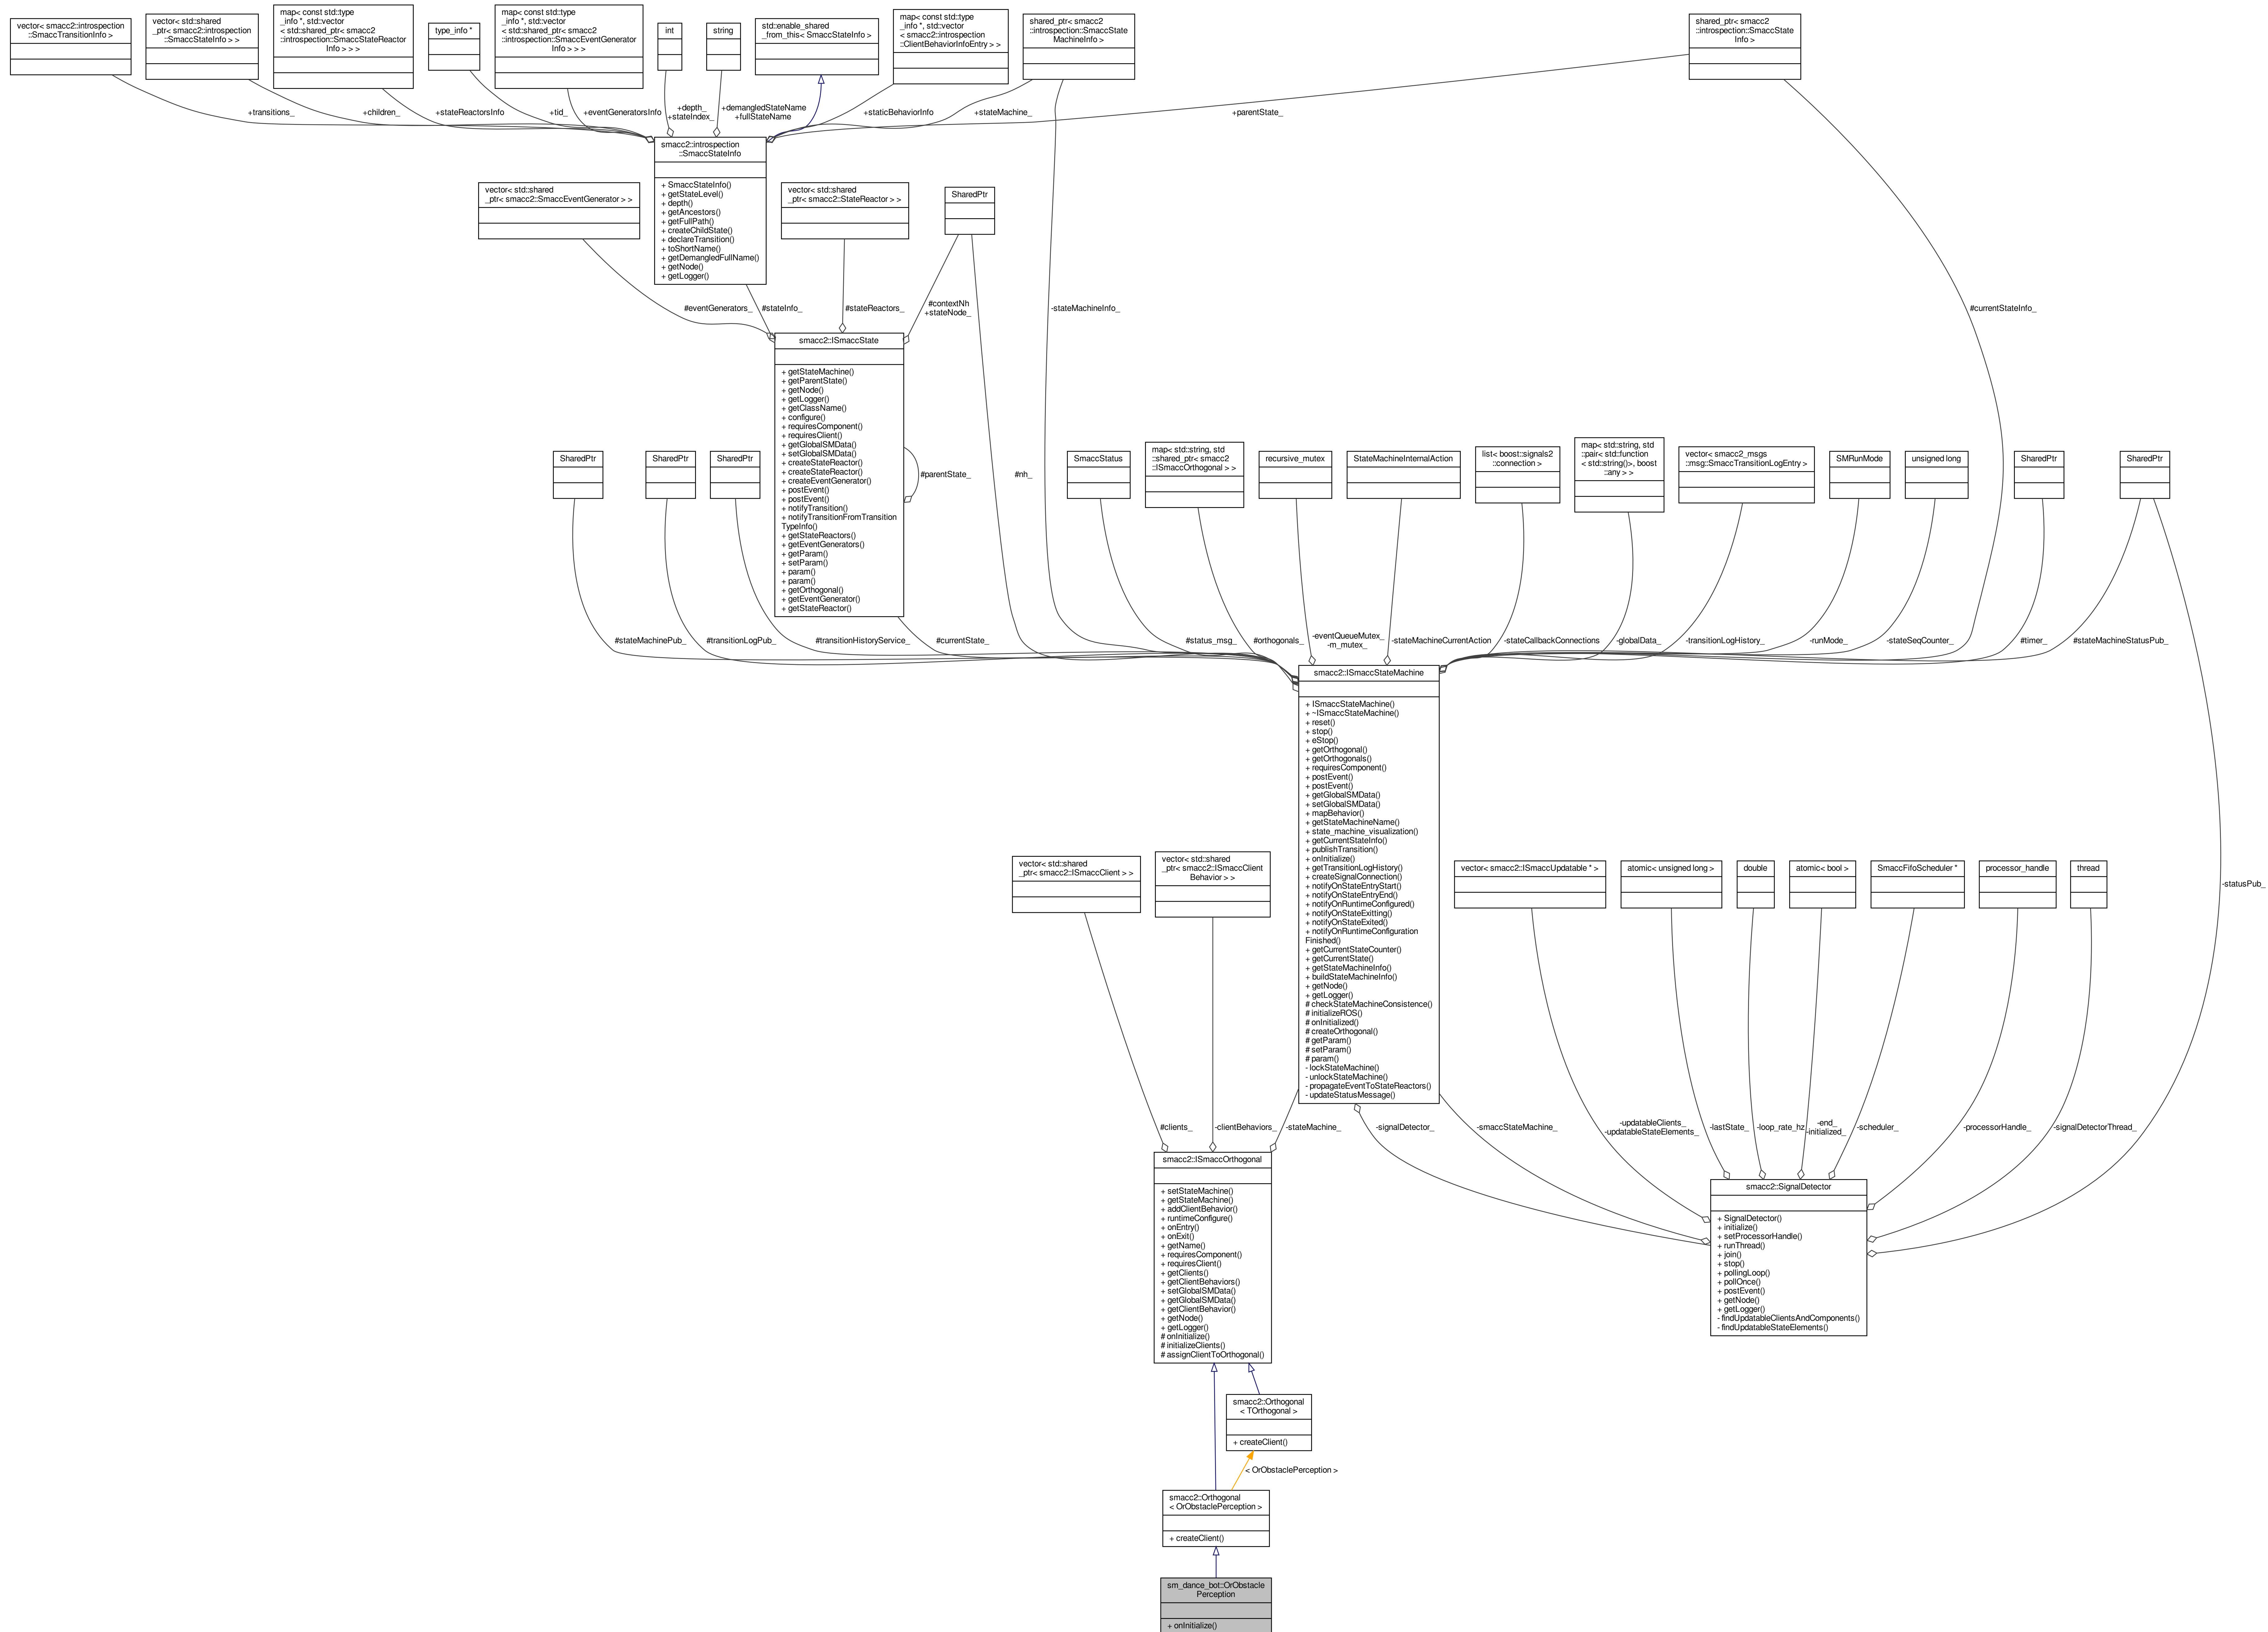 vector< smacc2::introspection
::SmaccTransitionInfo >
vector< std::shared
_ptr< smacc2::introspection
::SmaccStateInfo > >
map< const std::type
_info *, std::vector
< std::shared_ptr< smacc2
::introspection::SmaccStateReactor
Info > > >
type_info *
map< const std::type
_info *, std::vector
< std::shared_ptr< smacc2
::introspection::SmaccEventGenerator
Info > > >
int
string
std::enable_shared
_from_this< SmaccStateInfo >
map< const std::type
_info *, std::vector
< smacc2::introspection
::ClientBehaviorInfoEntry > >
shared_ptr< smacc2
::introspection::SmaccState
MachineInfo >
shared_ptr< smacc2
::introspection::SmaccState
Info >
+transitions_
+children_
+stateReactorsInfo
+tid_
+eventGeneratorsInfo
+depth_
+stateIndex_
+demangledStateName
+fullStateName
+staticBehaviorInfo
+stateMachine_
+parentState_
smacc2::introspection
::SmaccStateInfo
+ SmaccStateInfo()
+ getStateLevel()
+ depth()
+ getAncestors()
+ getFullPath()
+ createChildState()
+ declareTransition()
+ toShortName()
+ getDemangledFullName()
+ getNode()
+ getLogger()
vector< std::shared
_ptr< smacc2::SmaccEventGenerator > >
vector< std::shared
_ptr< smacc2::StateReactor > >
SharedPtr
#eventGenerators_
#stateInfo_
#stateReactors_
#contextNh
+stateNode_
-stateMachineInfo_
#currentStateInfo_
smacc2::ISmaccState
+ getStateMachine()
+ getParentState()
+ getNode()
+ getLogger()
+ getClassName()
+ configure()
+ requiresComponent()
+ requiresClient()
+ getGlobalSMData()
+ setGlobalSMData()
+ createStateReactor()
+ createStateReactor()
+ createEventGenerator()
+ postEvent()
+ postEvent()
+ notifyTransition()
+ notifyTransitionFromTransition
TypeInfo()
+ getStateReactors()
+ getEventGenerators()
+ getParam()
+ setParam()
+ param()
+ param()
+ getOrthogonal()
+ getEventGenerator()
+ getStateReactor()
#parentState_
#nh_
SharedPtr
SharedPtr
SharedPtr
SmaccStatus
map< std::string, std
::shared_ptr< smacc2
::ISmaccOrthogonal > >
recursive_mutex
StateMachineInternalAction
list< boost::signals2
::connection >
map< std::string, std
::pair< std::function
< std::string()>, boost
::any > >
vector< smacc2_msgs
::msg::SmaccTransitionLogEntry >
SMRunMode
unsigned long
SharedPtr
SharedPtr
#stateMachinePub_
#transitionLogPub_
#transitionHistoryService_
#currentState_
#status_msg_
#orthogonals_
-eventQueueMutex_
-m_mutex_
-stateMachineCurrentAction
-stateCallbackConnections
-globalData_
-transitionLogHistory_
-runMode_
-stateSeqCounter_
#timer_
#stateMachineStatusPub_
smacc2::ISmaccStateMachine
+ ISmaccStateMachine()
+ ~ISmaccStateMachine()
+ reset()
+ stop()
+ eStop()
+ getOrthogonal()
+ getOrthogonals()
+ requiresComponent()
+ postEvent()
+ postEvent()
+ getGlobalSMData()
+ setGlobalSMData()
+ mapBehavior()
+ getStateMachineName()
+ state_machine_visualization()
+ getCurrentStateInfo()
+ publishTransition()
+ onInitialize()
+ getTransitionLogHistory()
+ createSignalConnection()
+ notifyOnStateEntryStart()
+ notifyOnStateEntryEnd()
+ notifyOnRuntimeConfigured()
+ notifyOnStateExitting()
+ notifyOnStateExited()
+ notifyOnRuntimeConfiguration
Finished()
+ getCurrentStateCounter()
+ getCurrentState()
+ getStateMachineInfo()
+ buildStateMachineInfo()
+ getNode()
+ getLogger()
# checkStateMachineConsistence()
# initializeROS()
# onInitialized()
# createOrthogonal()
# getParam()
# setParam()
# param()
- lockStateMachine()
- unlockStateMachine()
- propagateEventToStateReactors()
- updateStatusMessage()
vector< std::shared
_ptr< smacc2::ISmaccClient > >
vector< std::shared
_ptr< smacc2::ISmaccClient
Behavior > >
vector< smacc2::ISmaccUpdatable * >
atomic< unsigned long >
double
atomic< bool >
SmaccFifoScheduler *
processor_handle
thread
-statusPub_
#clients_
-clientBehaviors_
-stateMachine_
-signalDetector_
-smaccStateMachine_
-updatableClients_
-updatableStateElements_
-lastState_
-loop_rate_hz
-end_
-initialized_
-scheduler_
-processorHandle_
-signalDetectorThread_
smacc2::ISmaccOrthogonal
+ setStateMachine()
+ getStateMachine()
+ addClientBehavior()
+ runtimeConfigure()
+ onEntry()
+ onExit()
+ getName()
+ requiresComponent()
+ requiresClient()
+ getClients()
+ getClientBehaviors()
+ setGlobalSMData()
+ getGlobalSMData()
+ getClientBehavior()
+ getNode()
+ getLogger()
# onInitialize()
# initializeClients()
# assignClientToOrthogonal()
smacc2::SignalDetector
+ SignalDetector()
+ initialize()
+ setProcessorHandle()
+ runThread()
+ join()
+ stop()
+ pollingLoop()
+ pollOnce()
+ postEvent()
+ getNode()
+ getLogger()
- findUpdatableClientsAndComponents()
- findUpdatableStateElements()
smacc2::Orthogonal
< TOrthogonal >
+ createClient()
< OrObstaclePerception >
smacc2::Orthogonal
< OrObstaclePerception >
+ createClient()
sm_dance_bot::OrObstacle
Perception
+ onInitialize()